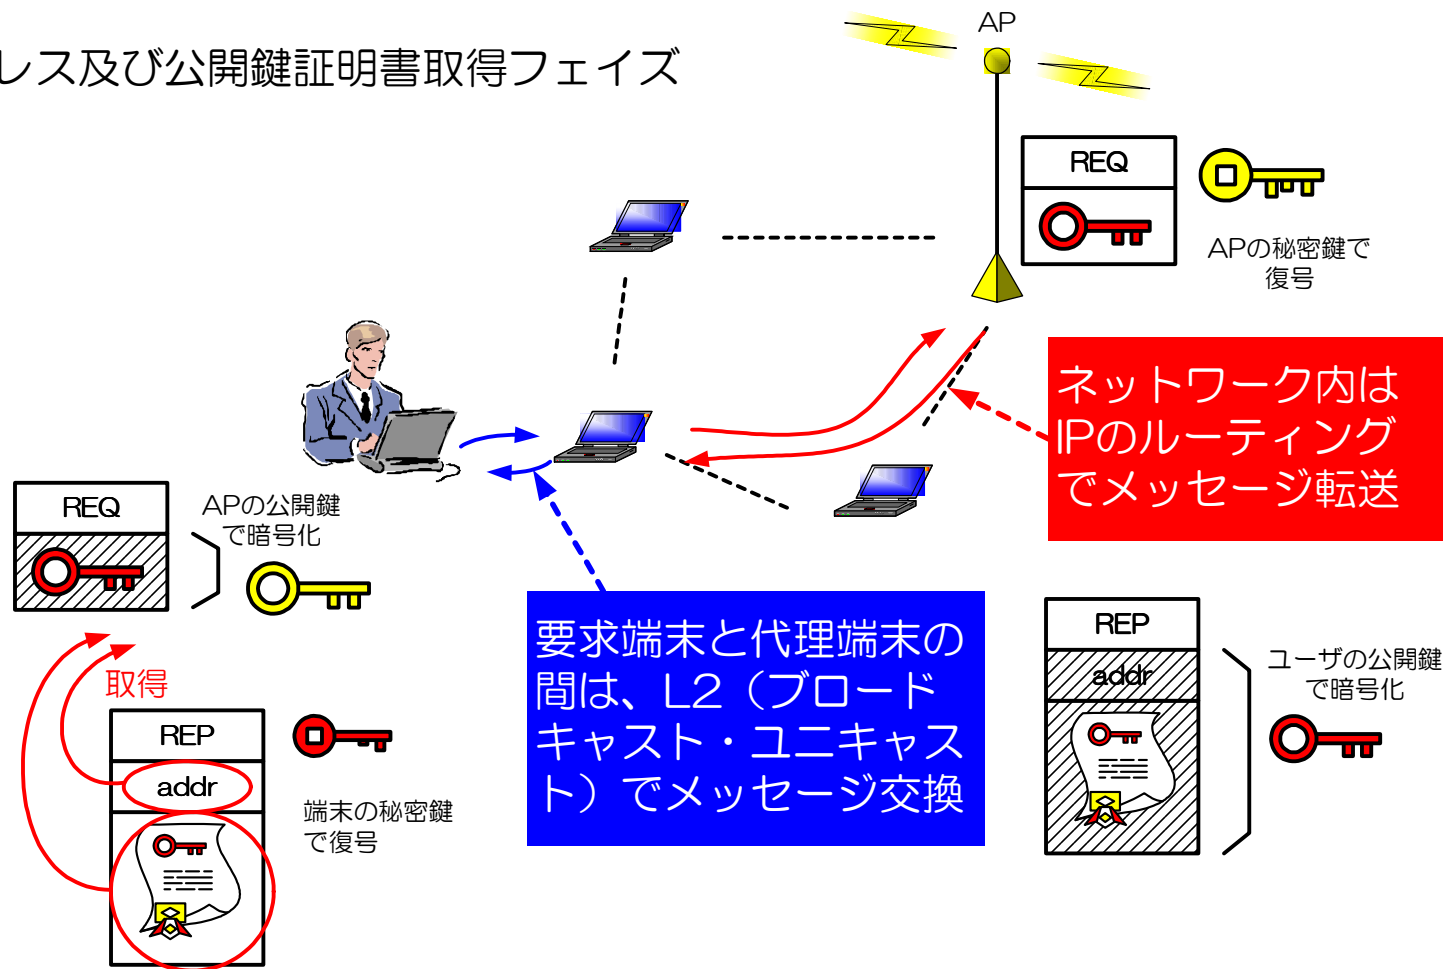 レス及び公開鍵証明書取得フェイズ
AP
REQ
APの秘密鍵で
復号
ネットワーク内は
IPのルーティング
でメッセージ転送
REQ
APの公開鍵
で暗号化
取得
REP
addr
端末の秘密鍵
で復号
要求端末と代理端末の
間は、L2（ブロード
キャスト・ユニキャス
ト）でメッセージ交換
REP
addr
ユーザの公開鍵
で暗号化